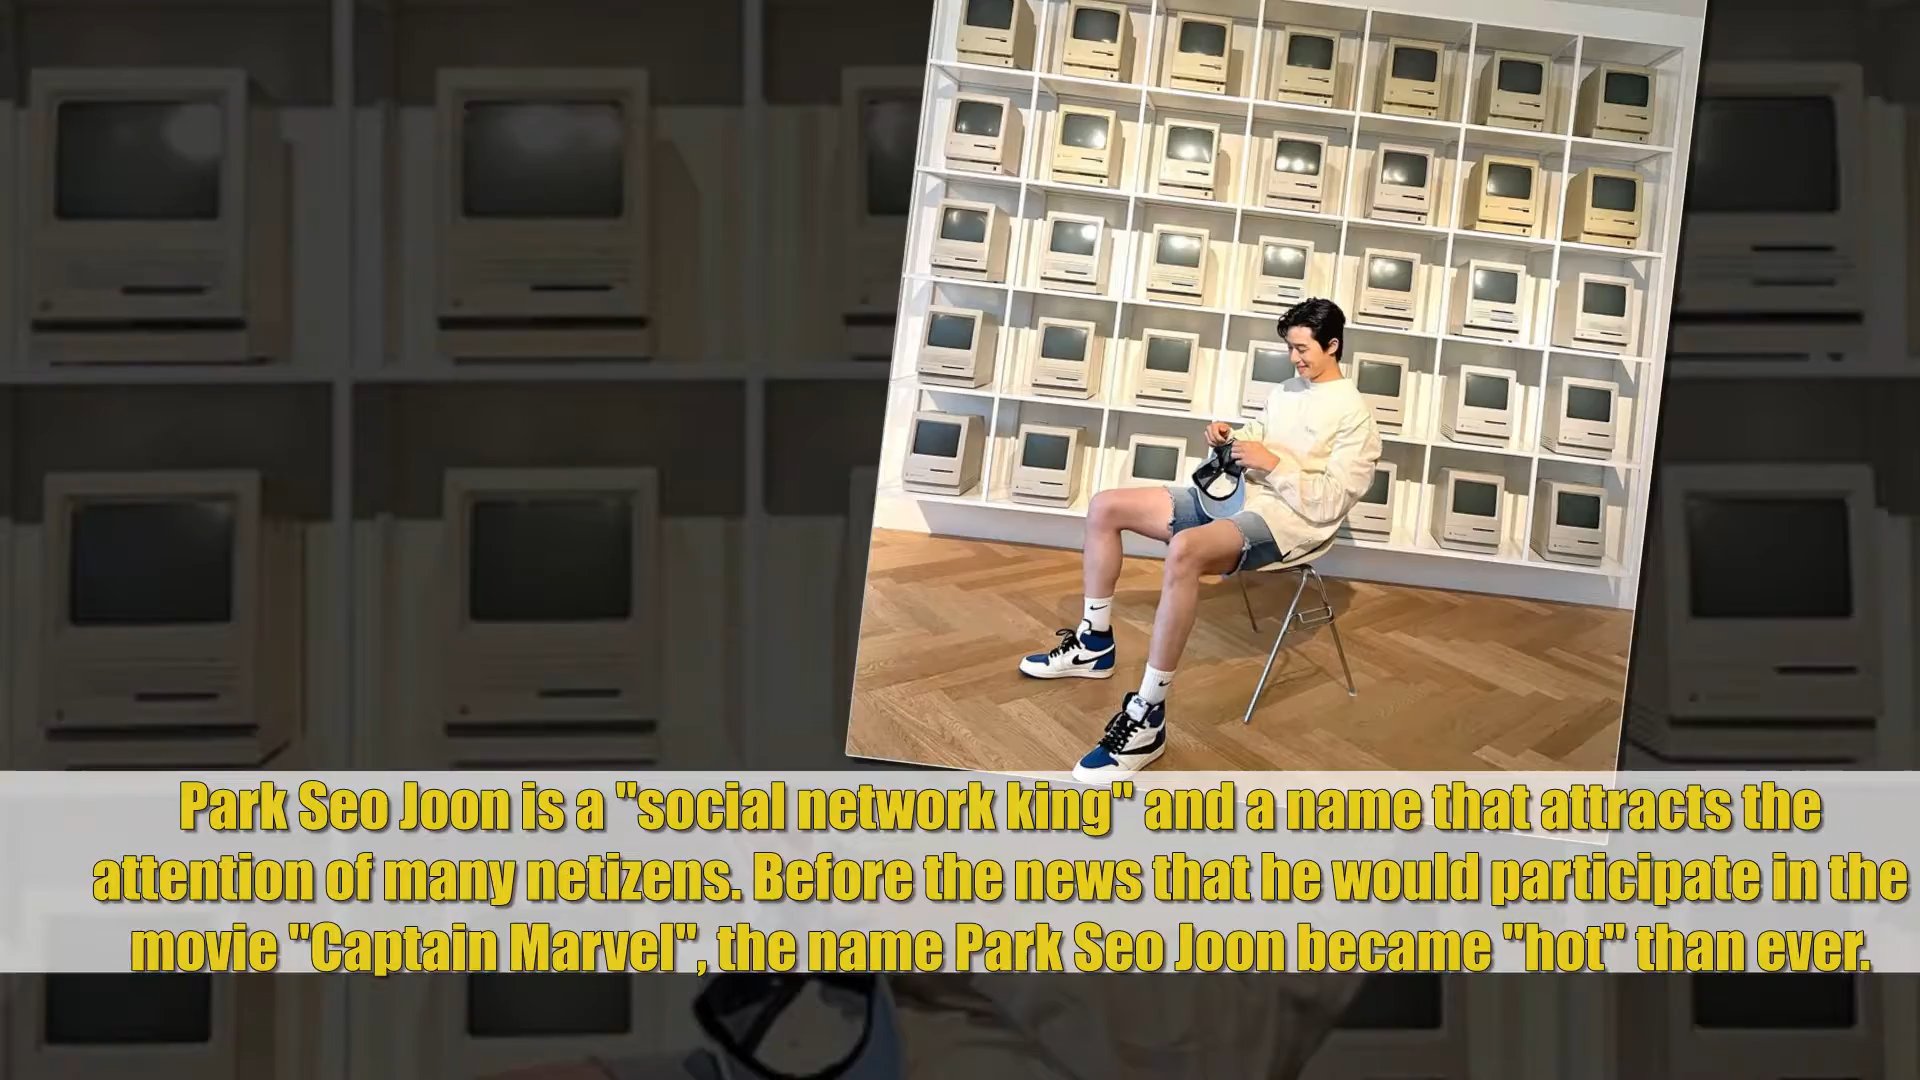 Park Seo Joon is a "social network king" and a name that attracts the
attention of many netizens. Before the news that he would participate in the
movie "Captain Marvel", the name Park Seo Joon became "hot" than ever.